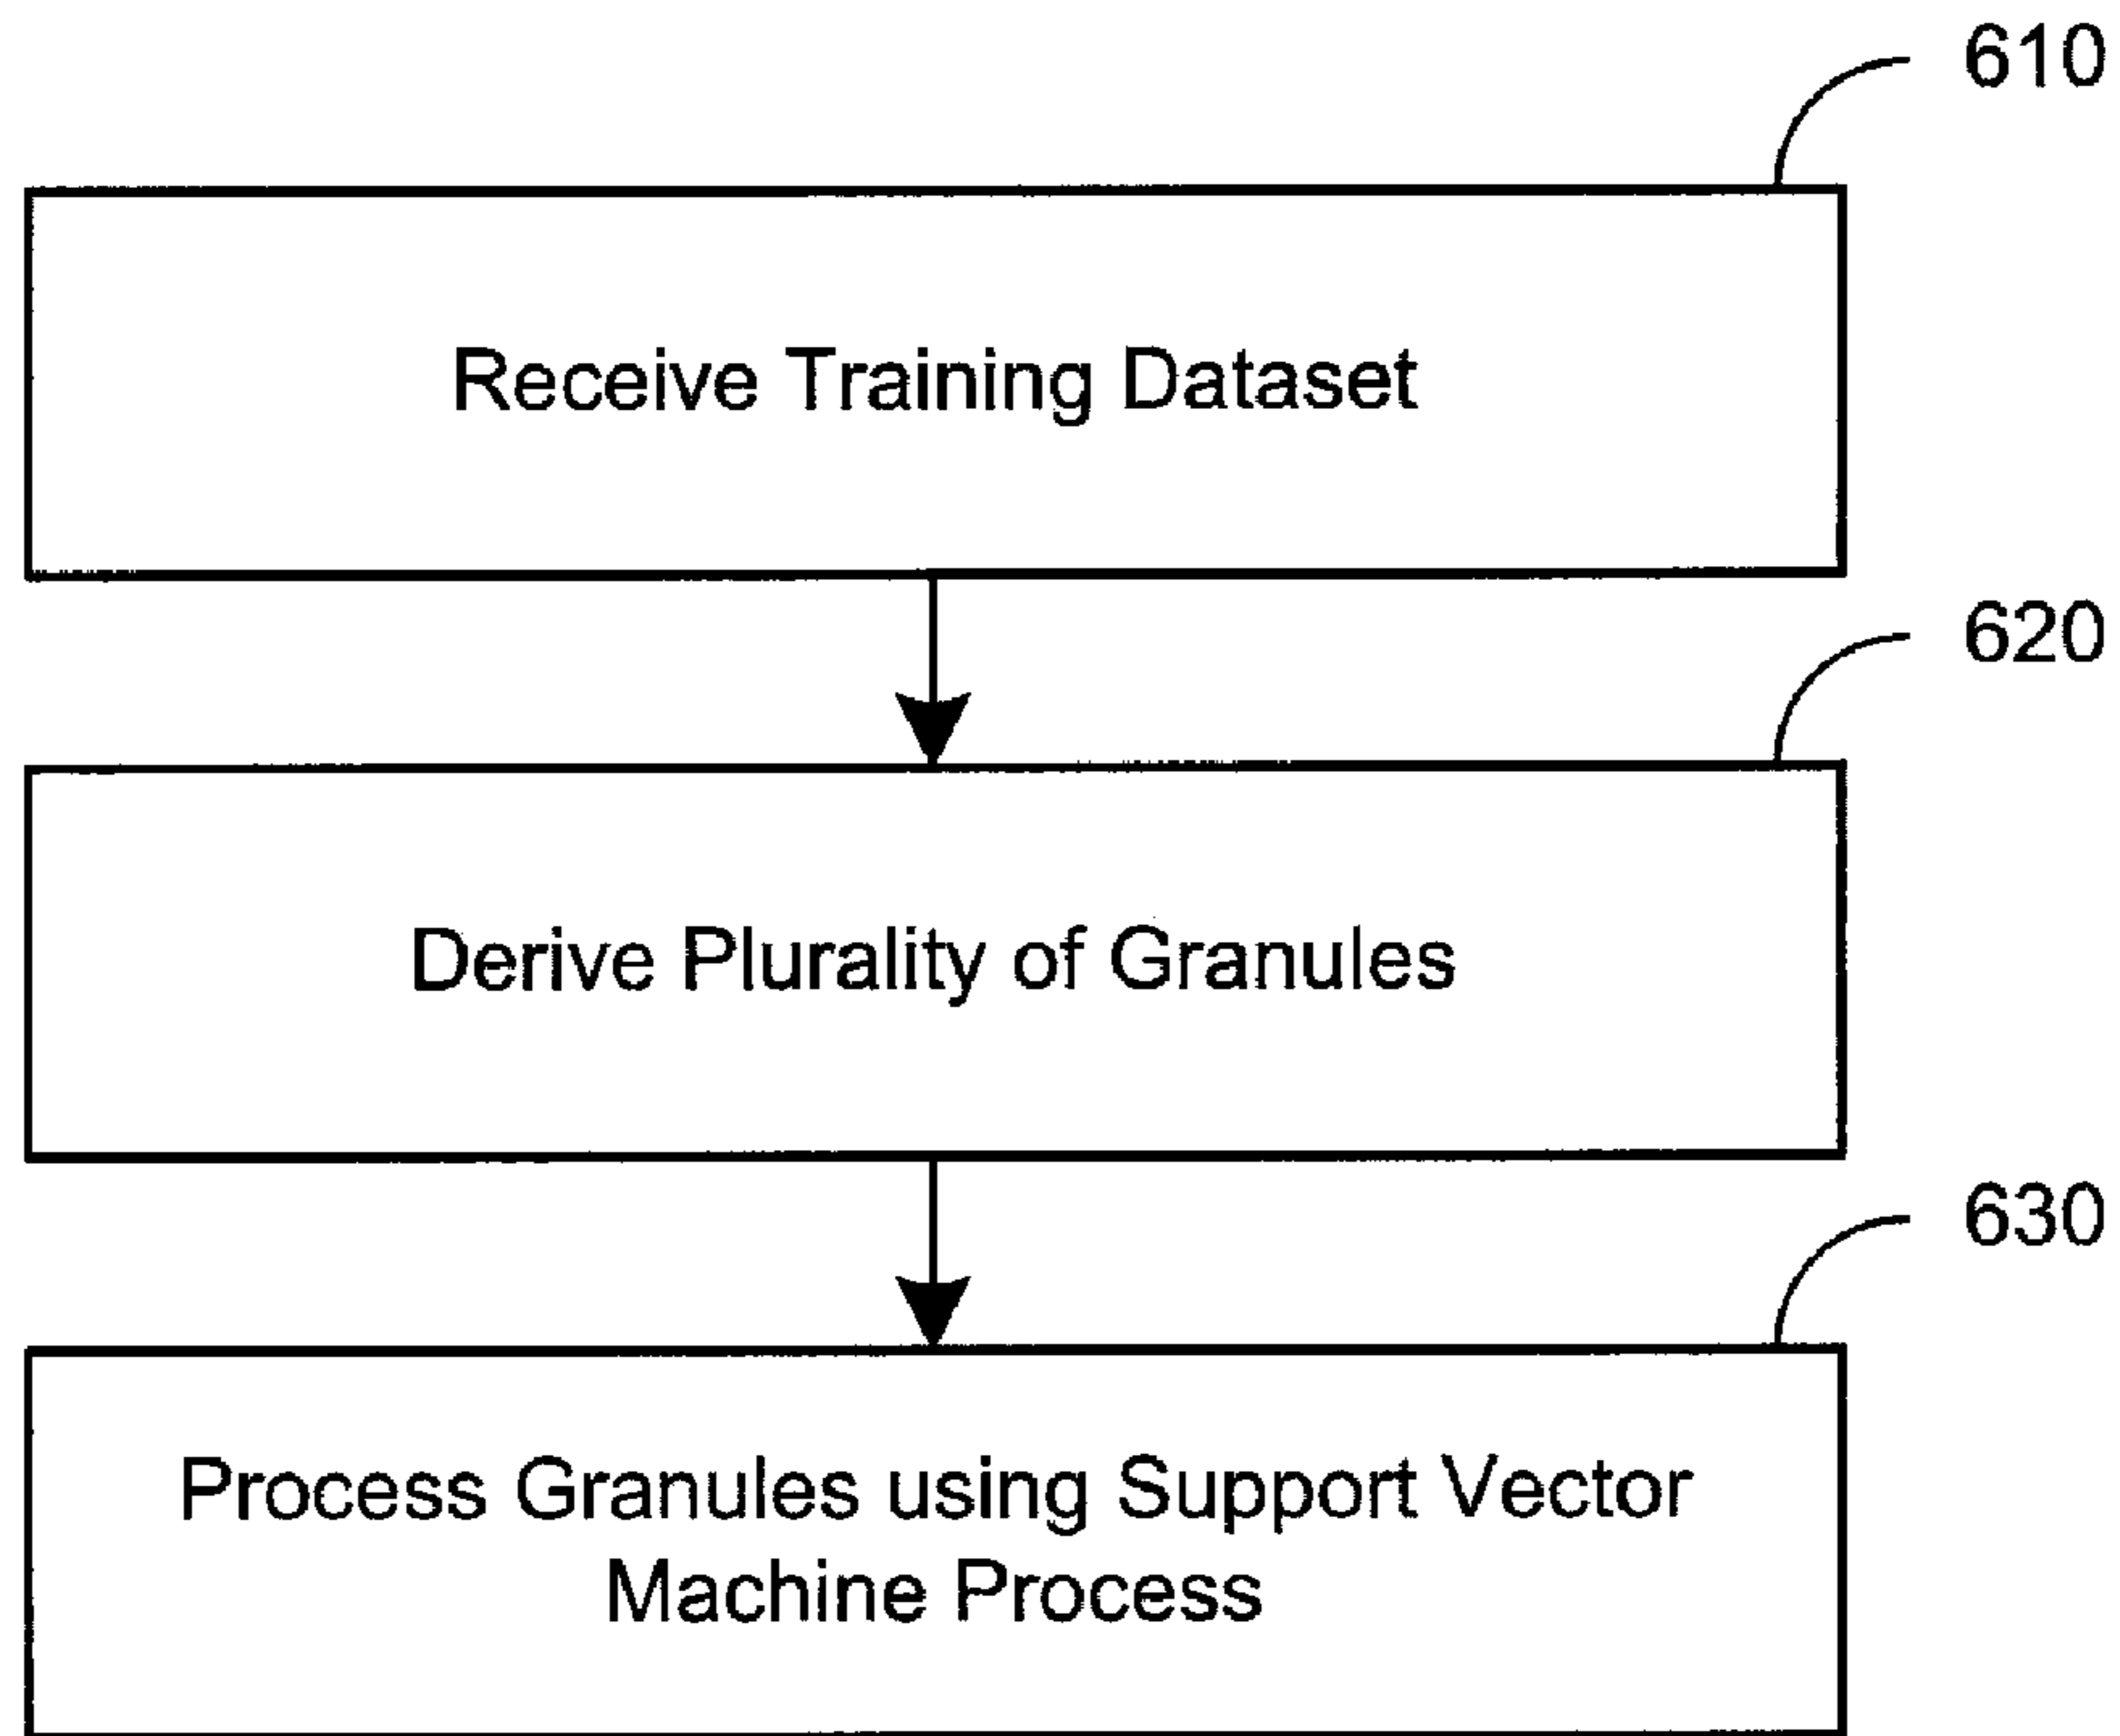 610
Receive Training Dataset
620
Derive Plurality of Granules
630
Process Granules using Support Vector
Machine Process